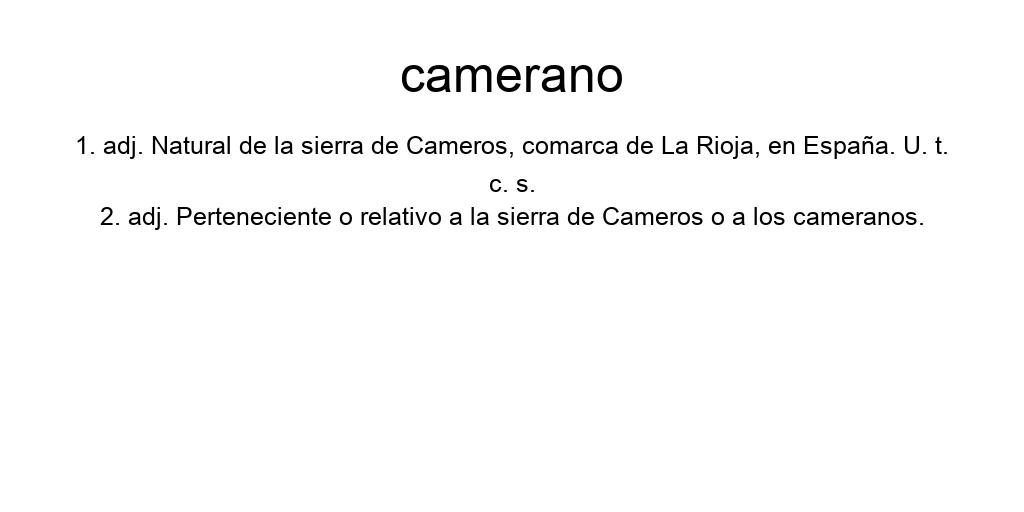 camerano
1. adj. Natural de la sierra de Cameros, comarca de La Rioja, en España. U. t.
c. s.
2. adj. Perteneciente o relativo a la sierra de Cameros o a los cameranos.